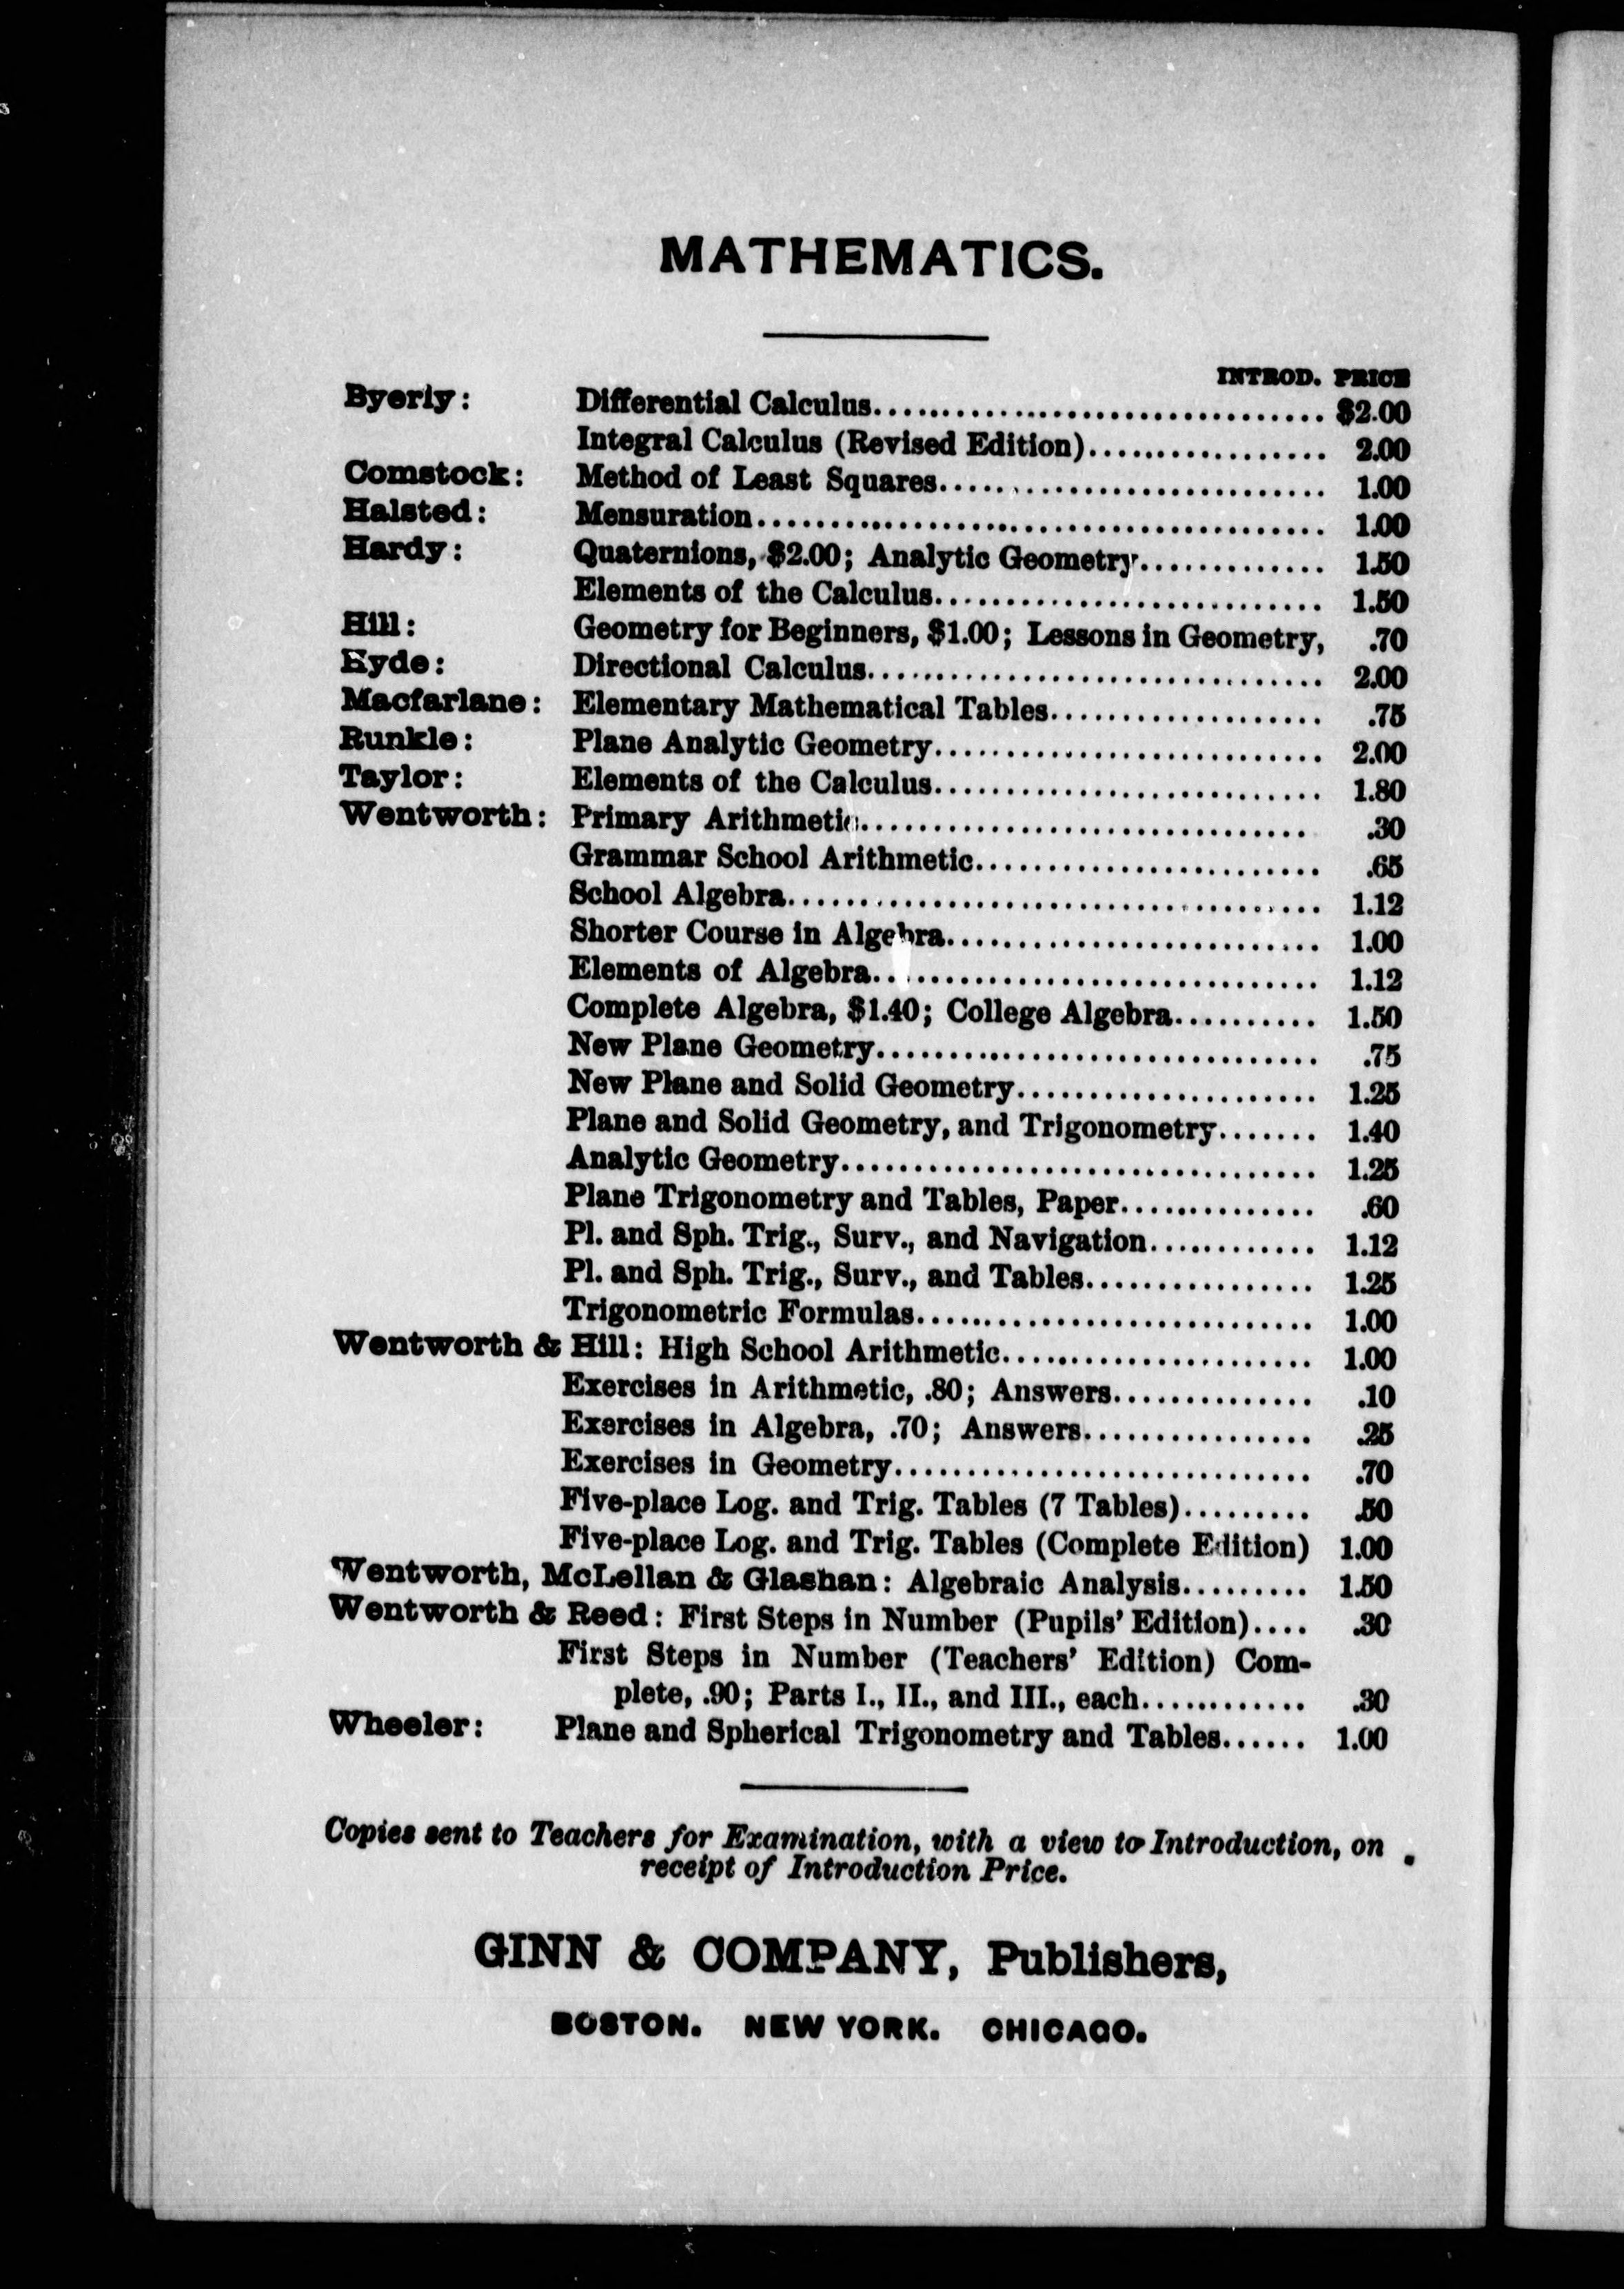 MATHEMATICS.
INTROD. PRICE
Byerly: Differential Calculus.................................. $2.00
Integral Calculus (Revised Edition)................. 2.00
Comstock: Method of Least Squares........................... 1.00
Halsted: Mensuration....................................... 1.00
Hardy: Quaternions, $2.00; Analytic Geometry............. 1.50
Elements of the Calculus........................... 1.50
Hill: Geometry for Beginners, $1.00; Lessons in Geometry, .70
Hyde: Directional Calculus................................ 2.00
Macfarlane: Elementary Mathematical Tables................... .75
Runkle: Plane Analytic Geometry........................... 2.00
Taylor: Elements of the Calculus........................... 1.80
Wentworth: Primary Arithmetic............................... .30
Grammar School Arithmetic........................ .65
School Algebra..................................... 1.12
Shorter Course in Algebra.......................... 1.00
Elements of Algebra............................... 1.12
Complete Algebra, $1.40; College Algebra.......... 1.50
New Plane Geometry............................... .75
New Plane and Solid Geometry..................... 1.25
Plane and Solid Geometry, and Trigonometry....... 1.40
Analytic Geometry................................. 1.25
Plane Trigonometry and Tables, Paper.............. .60
Pl. and Sph. Trig., Surv., and Navigation............ 1.12
Pl. and Sph. Trig., Surv., and Tables................ 1.25
Trigonometric Formulas............................ 1.00
Wentworth & Hill: High School Arithmetic...................... 1.00
Exercises in Arithmetic, .80; Answers.............. .10
Exercises in Algebra, .70; Answers................ .25
Exercises in Geometry............................. .70
Five-place Log. and Trig. Tables (7 Tables)......... .50
Five-place Log. and Trig. Tables (Complete Edition) 1.00
Wentworth, McLellan & Glashan: Algebraic Analysis......... 1.50
Wentworth & Reed: First Steps in Number (Pupils' Edition).... .30
First Steps in Number (Teachers' Edition) Com-
plete, .90; Parts I., II., and III., each............ .30
Wheeler: Plane and Spherical Trigonometry and Tables...... 1.00
Copies sent to Teachers for Examination, with a view to Introduction, on
receipt of Introduction Price.
GINN & COMPANY, Publishers,
BOSTON. NEW YORK. CHICAGO.